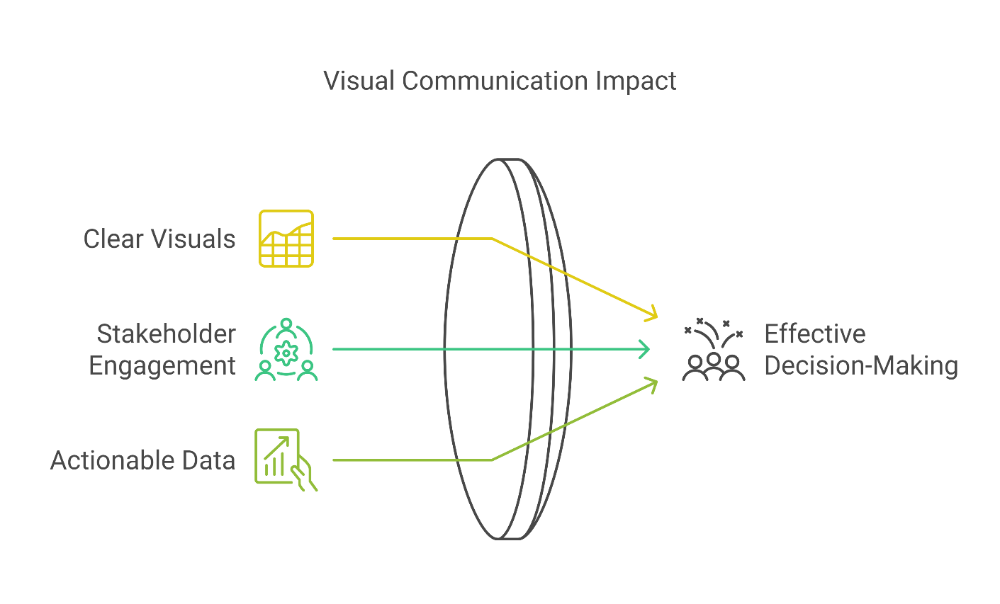 Visual Communication Impact
Clear Visuals
Stakeholder
Engagement
Actionable Data
Effective
Decision-Making